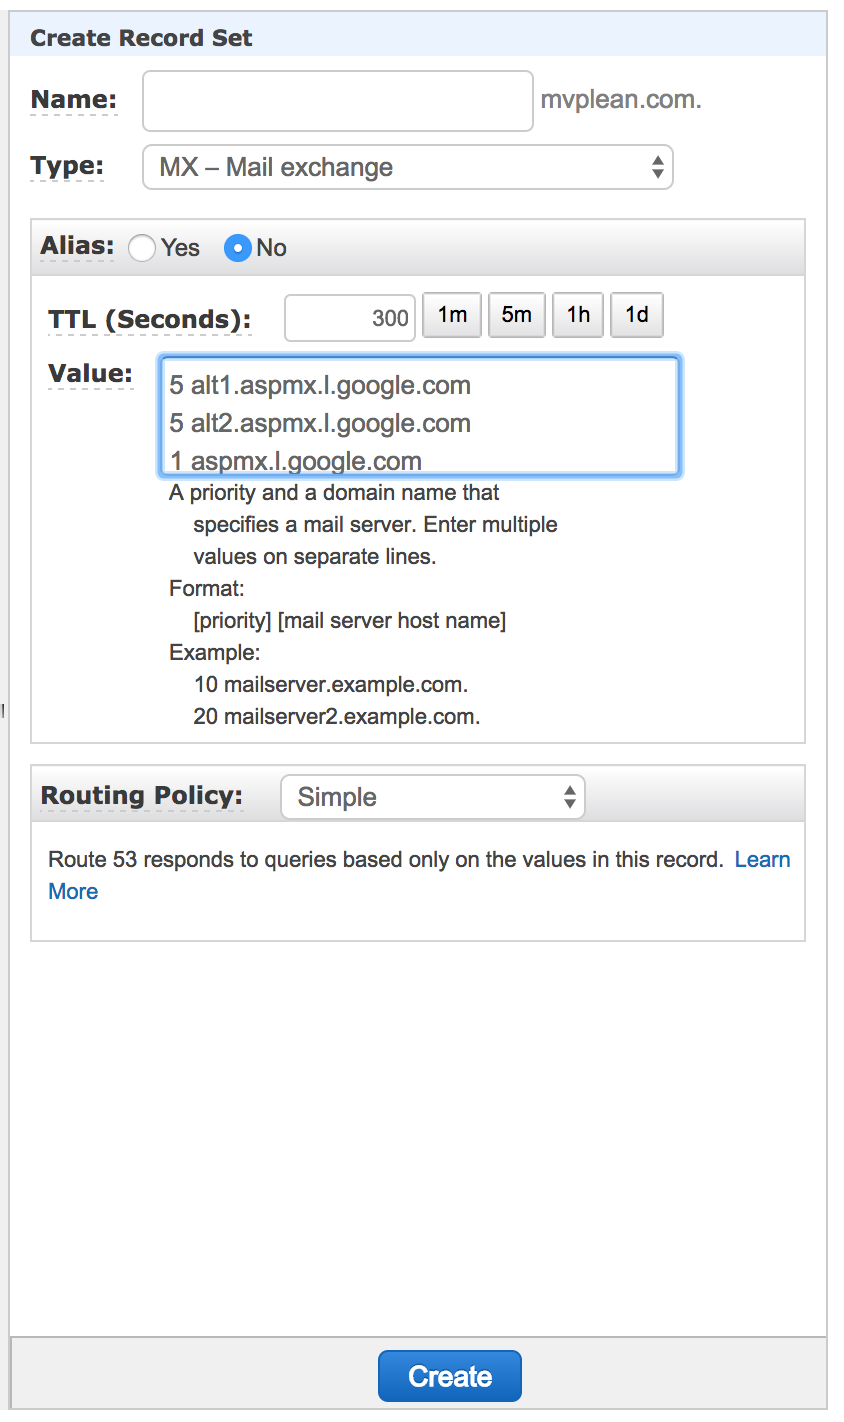 Create Record Set
Name: mvplean.com.
Type: MX – Mail exchange
Alias: Yes No
TTL (Seconds): 300 1m 5m 1h 1d
Value: 5 alt1.aspmx.l.google.com
5 alt2.aspmx.l.google.com
1 aspmx.l.google.com
A priority and a domain name that
specifies a mail server. Enter multiple
values on separate lines.
Format:
[priority] [mail server host name]
Example:
10 mailserver.example.com.
20 mailserver2.example.com.
Routing Policy: Simple
Route 53 responds to queries based only on the values in this record. Learn
More
Create